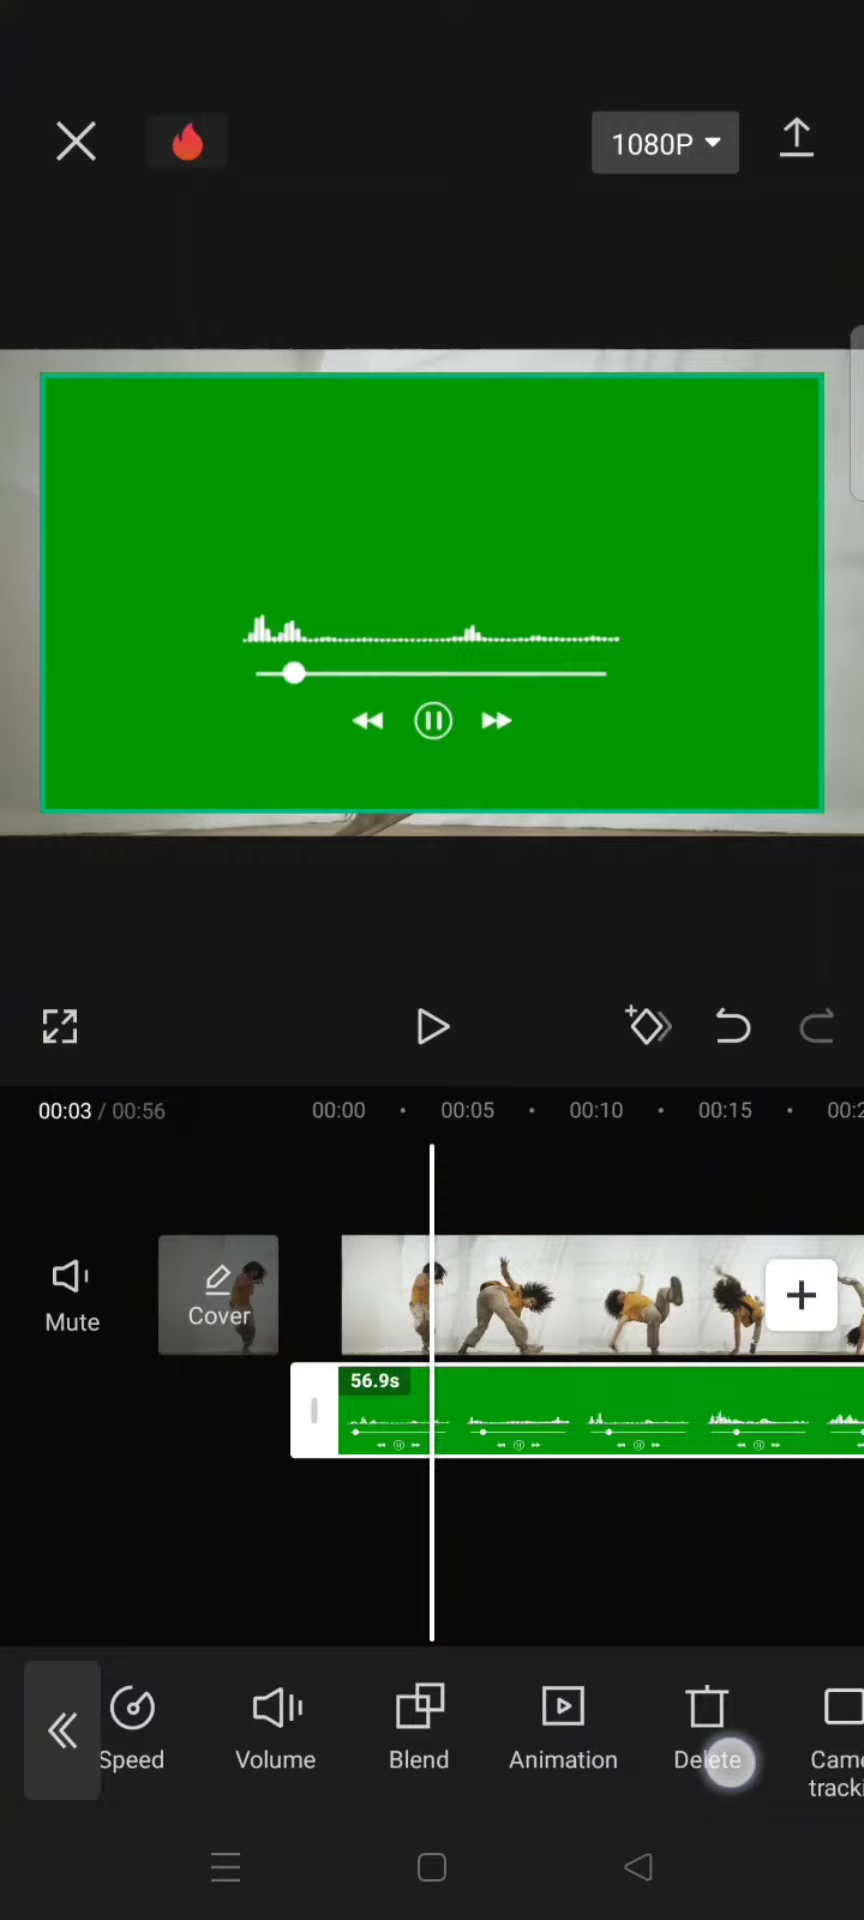 1080P
00:03 / 00:56
00:00
00:05
00:10
00:15
00:2
Mute
Cover
56.9s
Speed
Volume
Blend
Animation
Delete
Came
tracki